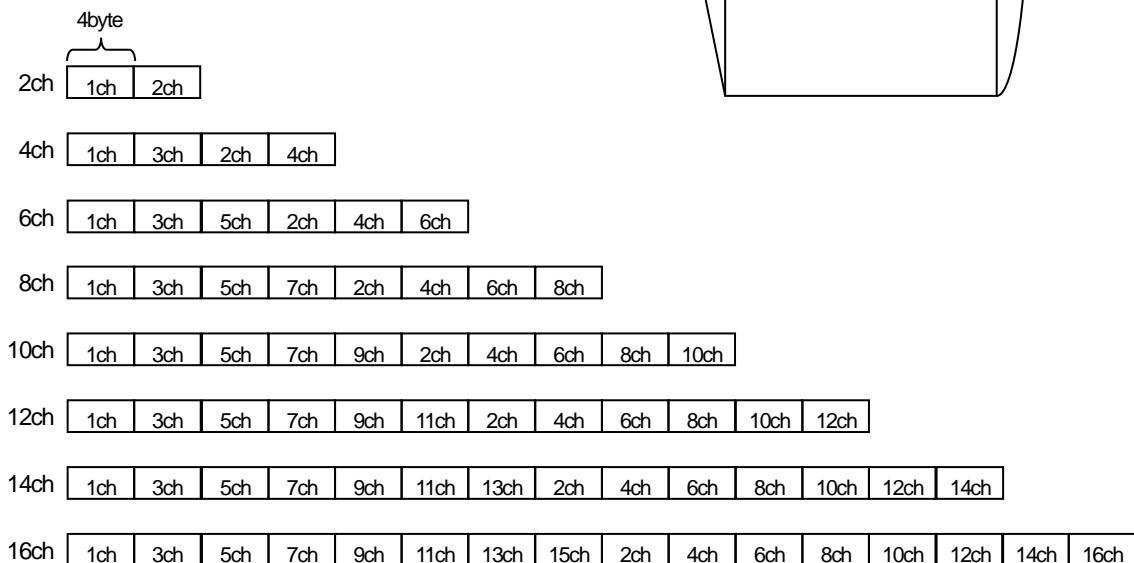 4byte
2ch 1ch 2ch
4ch 1ch 3ch 2ch 4ch
6ch 1ch 3ch 5ch 2ch 4ch 6ch
8ch 1ch 3ch 5ch 7ch 2ch 4ch 6ch 8ch
10ch 1ch 3ch 5ch 7ch 9ch 2ch 4ch 6ch 8ch 10ch
12ch 1ch 3ch 5ch 7ch 9ch 11ch 2ch 4ch 6ch 8ch 10ch 12ch
14ch 1ch 3ch 5ch 7ch 9ch 11ch 13ch 2ch 4ch 6ch 8ch 10ch 12ch 14ch
16ch 1ch 3ch 5ch 7ch 9ch 11ch 13ch 15ch 2ch 4ch 6ch 8ch 10ch 12ch 14ch 16ch